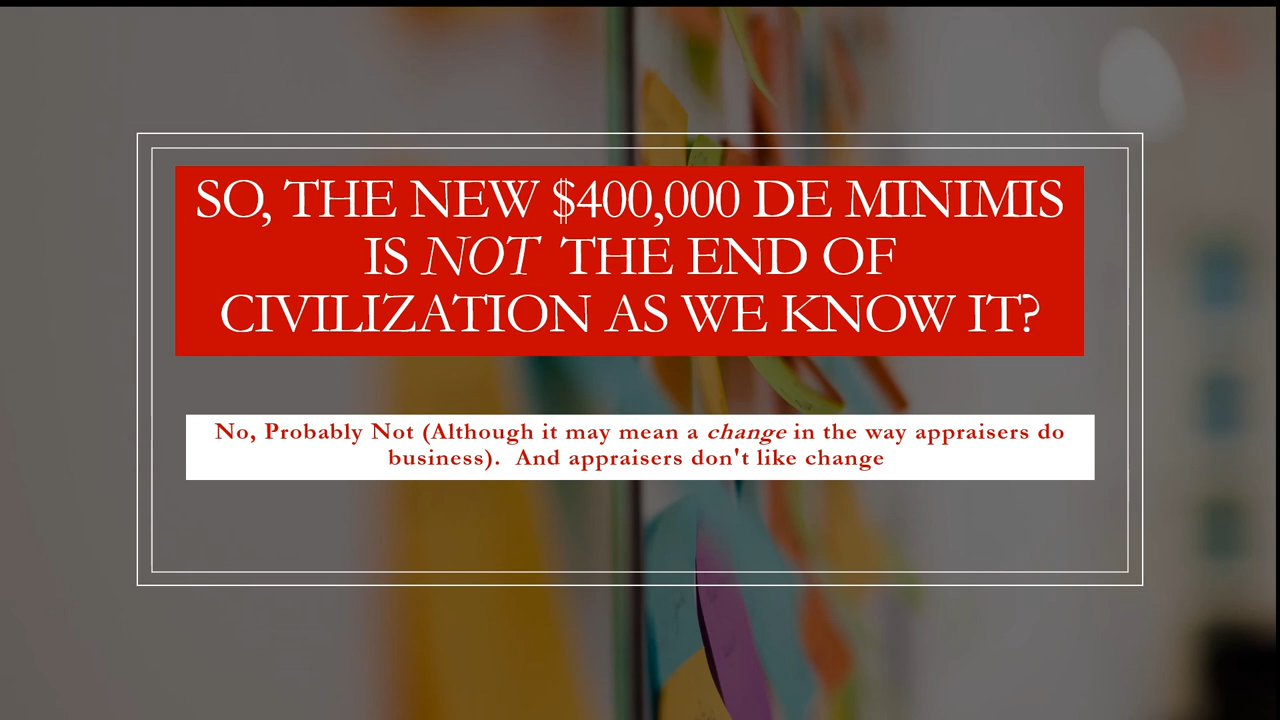 SO, THE NEW $400,000 DE MINIMIS
IS NOT THE END OF
CIVILIZATION AS WE KNOW IT?
No, Probably Not (Although it may mean a change in the way appraisers do
business).  And appraisers don't like change